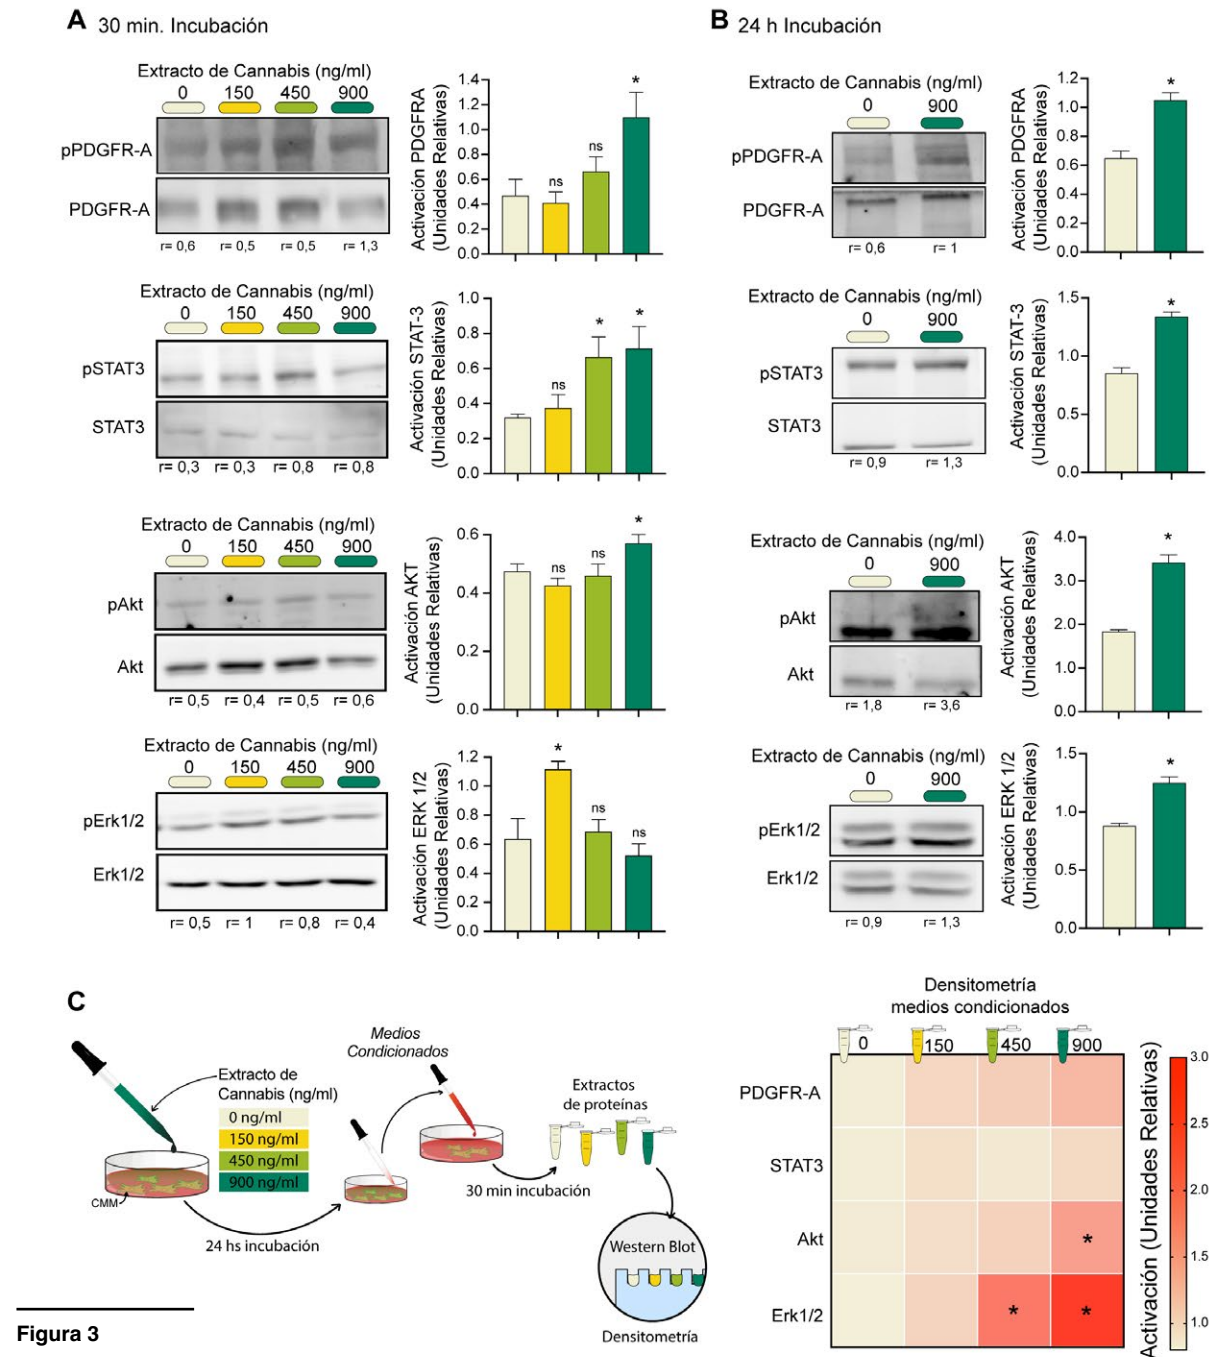 A 30 min. Incubación
Extracto de Cannabis (ng/ml)
0 150 450 900
pPDGFR-A
PDGFR-A
r= 0,6 r= 0,5 r= 0,5 r= 1,3
Activación PDGFRA
(Unidades Relativas)
1.4
1.2
1.0
0.8
0.6
0.4
0.2
0.0
ns ns *
Extracto de Cannabis (ng/ml)
0 150 450 900
pSTAT3
STAT3
r= 0,3 r= 0,3 r= 0,8 r= 0,8
Activación STAT-3
(Unidades Relativas)
1.0
0.8
0.6
0.4
0.2
0.0
ns * *
Extracto de Cannabis (ng/ml)
0 150 450 900
pAkt
Akt
r= 0,5 r= 0,4 r= 0,5 r= 0,6
Activación AKT
(Unidades Relativas)
0.6
0.4
0.2
0.0
ns ns *
Extracto de Cannabis (ng/ml)
0 150 450 900
pErk1/2
Erk1/2
r= 0,5 r= 1 r= 0,8 r= 0,4
Activación ERK 1/2
(Unidades Relativas)
1.2
1.0
0.8
0.6
0.4
0.2
0.0
* ns ns
B 24 h Incubación
Extracto de Cannabis (ng/ml)
0 900
pPDGFR-A
PDGFR-A
r= 0,6 r= 1
Activación PDGFRA
(Unidades Relativas)
1.2
1.0
0.8
0.6
0.4
0.2
0.0
*
Extracto de Cannabis (ng/ml)
0 900
pSTAT3
STAT3
r= 0,9 r= 1,3
Activación STAT-3
(Unidades Relativas)
1.5
1.0
0.5
0.0
*
Extracto de Cannabis (ng/ml)
0 900
pAkt
Akt
r= 1,8 r= 3,6
Activación AKT
(Unidades Relativas)
4.0
3.0
2.0
1.0
0.0
*
Extracto de Cannabis (ng/ml)
0 900
pErk1/2
Erk1/2
r= 0,9 r= 1,3
Activación ERK 1/2
(Unidades Relativas)
1.5
1.0
0.5
0.0
*
C
Extracto de
Cannabis (ng/ml)
0 ng/ml
150 ng/ml
450 ng/ml
900 ng/ml
CMM
24 hs incubación
Medios
Condicionados
30 min incubación
Extractos
de proteínas
Western Blot
Densitometría
Densitometría
medios condicionados
0 150 450 900
PDGFR-A
STAT3
Akt *
Erk1/2 * *
Activación (Unidades Relativas)
3.0
2.5
2.0
1.5
1.0
Figura 3